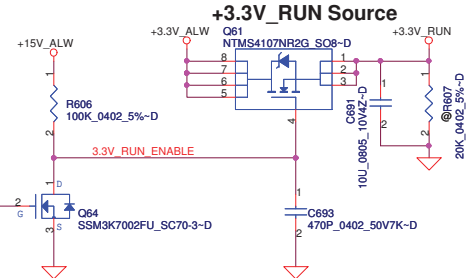 +3.3V_RUN Source
+15V_ALW
+3.3V_ALW
Q61
NTMS4107NR2G_SO8~D
+3.3V_RUN
8
7
6
5
1
2
3
4
1
R606
100K_0402_5%~D
2
1
C691
10U_0805_10V4Z~D
2
1
@R607
20K_0402_5%~D
2
3.3V_RUN_ENABLE
1
D
2
G
Q64
SSM3K7002FU_SC70-3~D
S
3
1
C693
470P_0402_50V7K~D
2